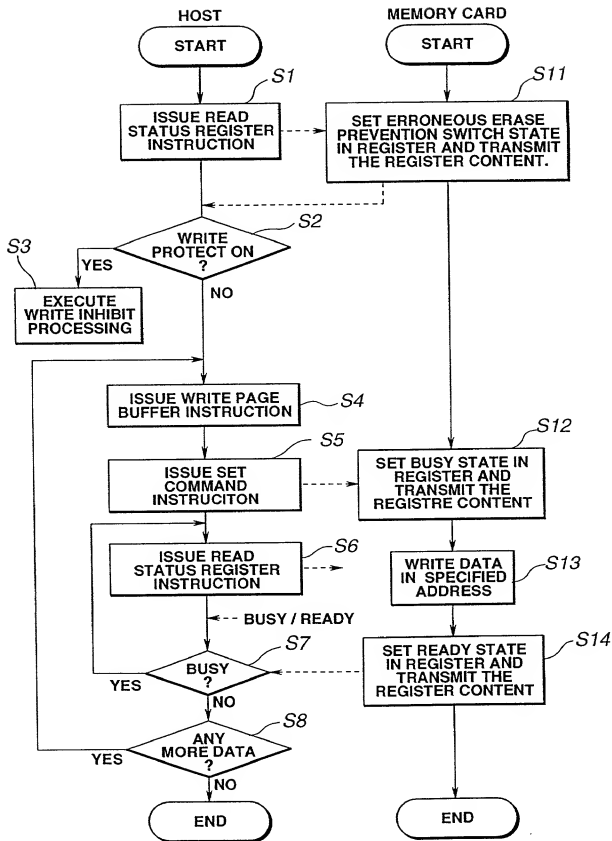 HOST
START
S1
ISSUE READ
STATUS REGISTER
INSTRUCTION
S2
WRITE
PROTECT ON
?
YES
NO
S3
EXECUTE
WRITE INHIBIT
PROCESSING
ISSUE WRITE PAGE
BUFFER INSTRUCTION
S4
S5
ISSUE SET
COMMAND
INSTRUCITON
S6
ISSUE READ
STATUS REGISTER
INSTRUCTION
BUSY / READY
S7
BUSY
?
YES
NO
S8
ANY
MORE DATA
?
YES
NO
END
MEMORY CARD
START
S11
SET ERRONEOUS ERASE
PREVENTION SWITCH STATE
IN REGISTER AND TRANSMIT
THE REGISTER CONTENT.
S12
SET BUSY STATE IN
REGISTER AND
TRANSMIT THE
REGISTRE CONTENT
WRITE DATA
IN SPECIFIED
ADDRESS
S13
S14
SET READY STATE
IN REGISTER AND
TRANSMIT THE
REGISTER CONTENT
END